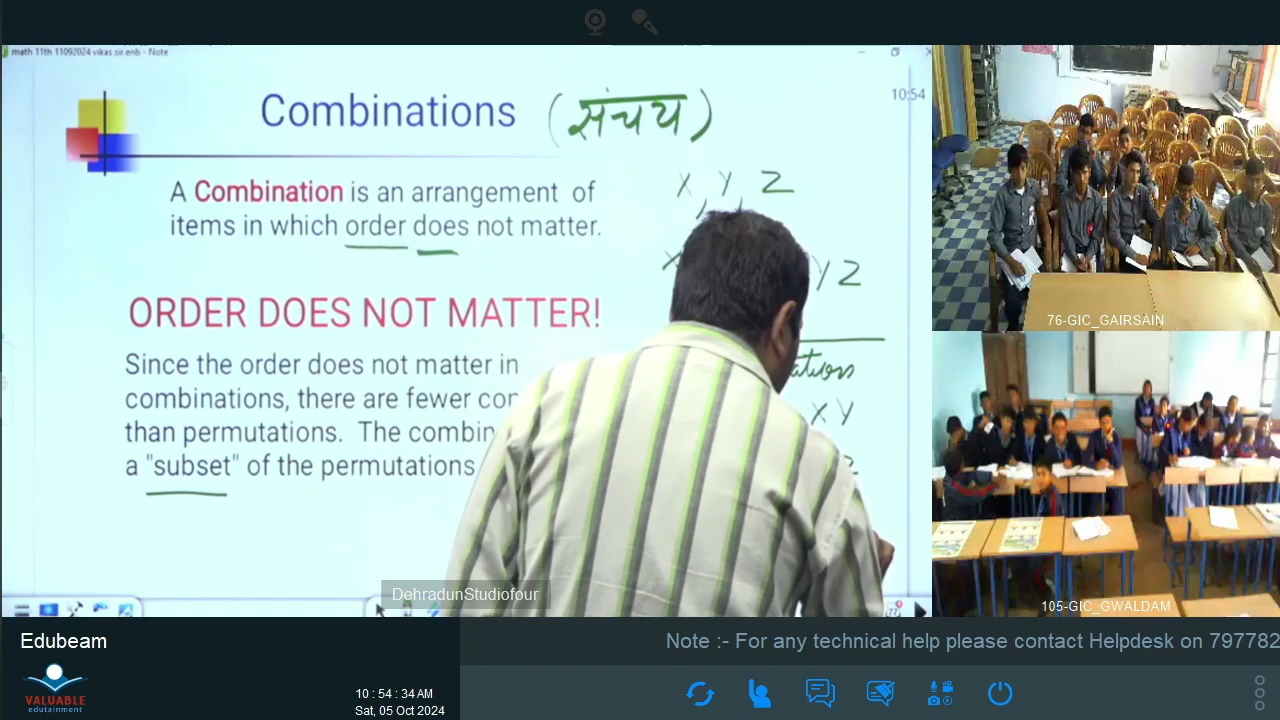 math 11th 11092024 vikas sir.enb - Note
10:54
Combinations (संचय)
A Combination is an arrangement of
items in which order does not matter.
X, Y, Z
Y Z
ORDER DOES NOT MATTER!
Since the order does not matter in
combinations, there are fewer
than permutations. The
a "subset" of the permutations
X Y
DehradunStudiofour
76-GIC_GAIRSAIN
105-GIC_GWALDAM
Edubeam
Note :- For any technical help please contact Helpdesk on 797782
VALUABLE
edutainment
10 : 54 : 34 AM
Sat, 05 Oct 2024